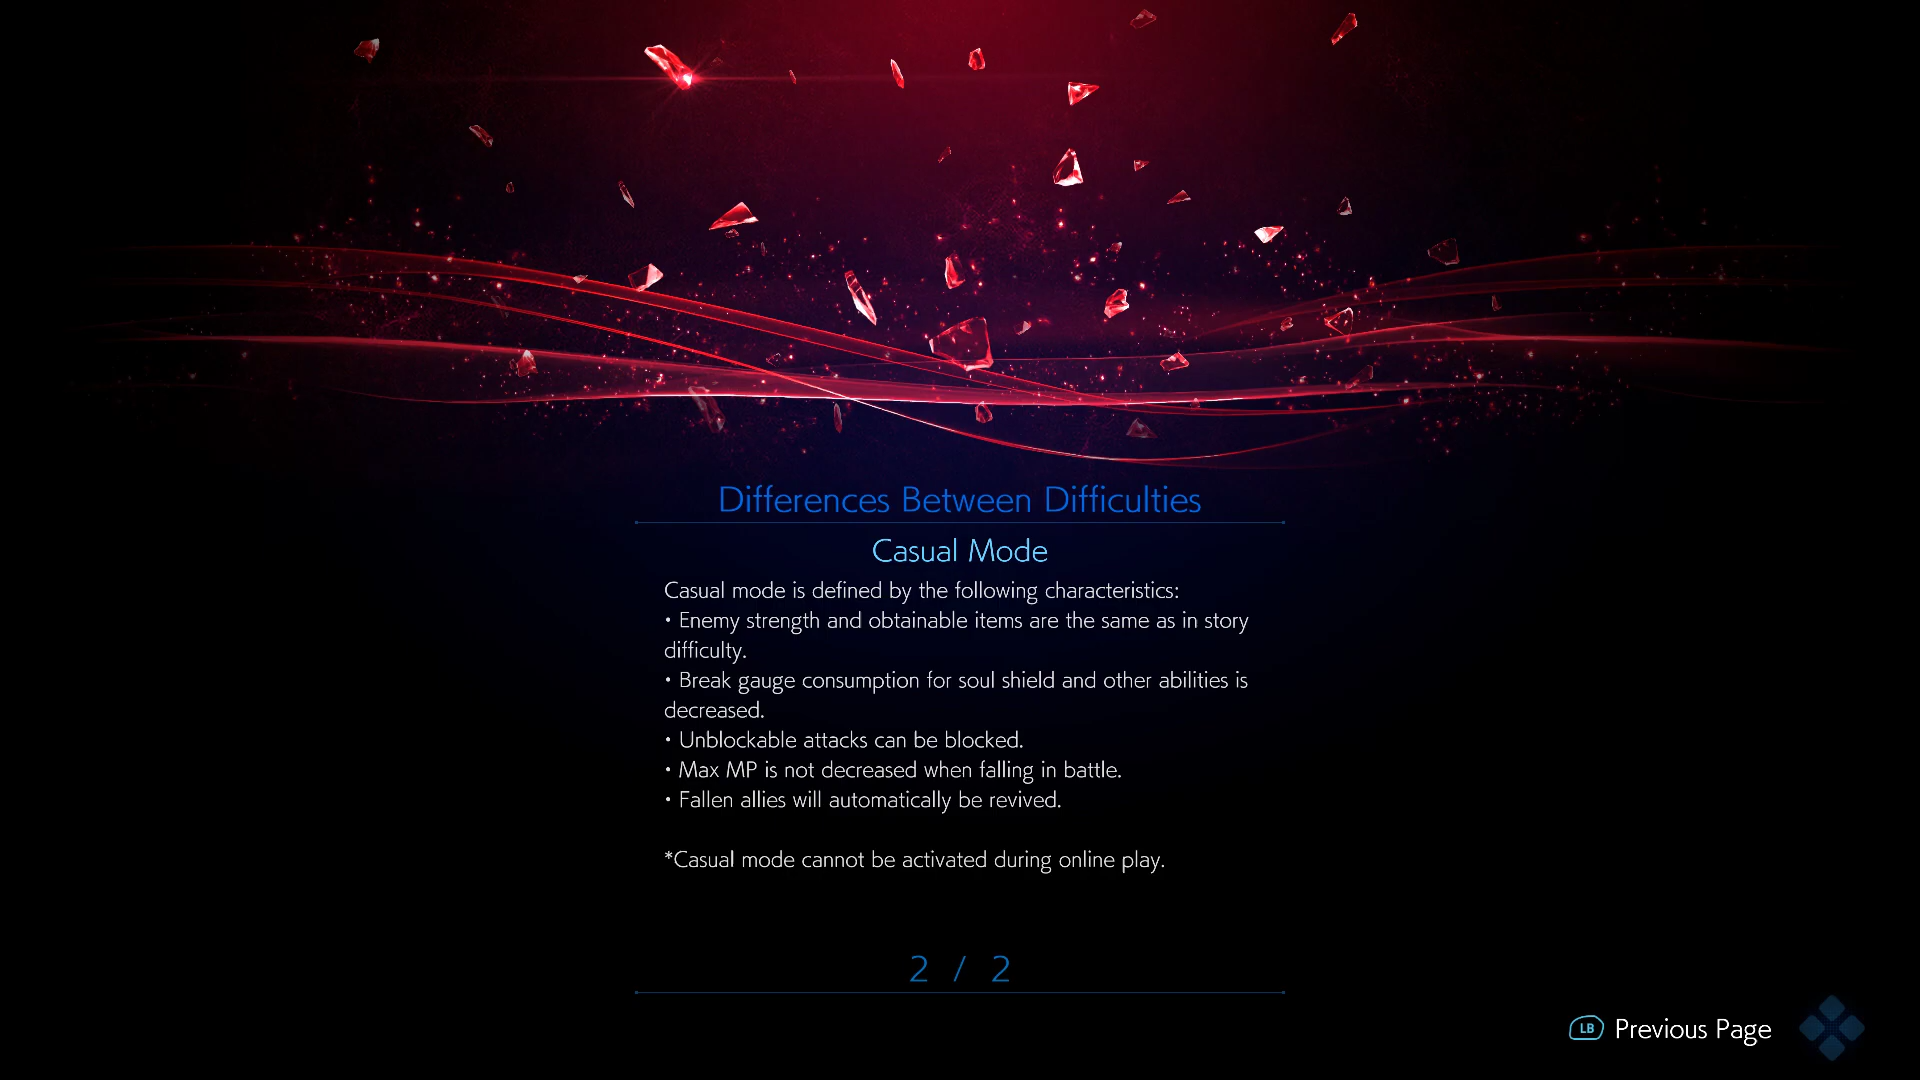 Differences Between Difficulties
Casual Mode
Casual mode is defined by the following characteristics:
• Enemy strength and obtainable items are the same as in story
difficulty.
• Break gauge consumption for soul shield and other abilities is
decreased.
• Unblockable attacks can be blocked.
• Max MP is not decreased when falling in battle.
• Fallen allies will automatically be revived.
*Casual mode cannot be activated during online play.
2 / 2
LB Previous Page